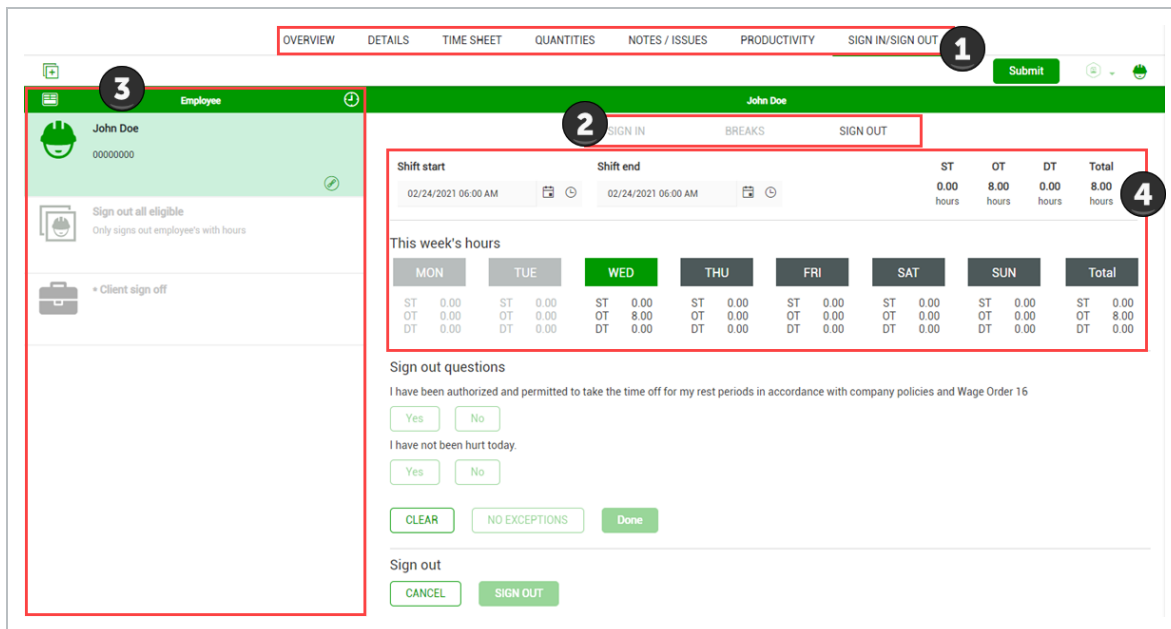 OVERVIEW DETAILS TIME SHEET QUANTITIES NOTES / ISSUES PRODUCTIVITY SIGN IN/SIGN OUT
1
Submit
3
Employee
John Doe
John Doe
00000000
2
SIGN IN BREAKS SIGN OUT
Sign out all eligible
Only signs out employee's with hours
• Client sign off
Shift start Shift end ST OT DT Total
02/24/2021 06:00 AM 02/24/2021 06:00 AM 0.00 8.00 0.00 8.00
hours hours hours hours
4
This week's hours
MON TUE WED THU FRI SAT SUN Total
ST 0.00 ST 0.00 ST 0.00 ST 0.00 ST 0.00 ST 0.00 ST 0.00 ST 0.00
OT 0.00 OT 0.00 OT 8.00 OT 0.00 OT 0.00 OT 0.00 OT 0.00 OT 8.00
DT 0.00 DT 0.00 DT 0.00 DT 0.00 DT 0.00 DT 0.00 DT 0.00 DT 0.00
Sign out questions
I have been authorized and permitted to take the time off for my rest periods in accordance with company policies and Wage Order 16
Yes No
I have not been hurt today.
Yes No
CLEAR NO EXCEPTIONS Done
Sign out
CANCEL SIGN OUT